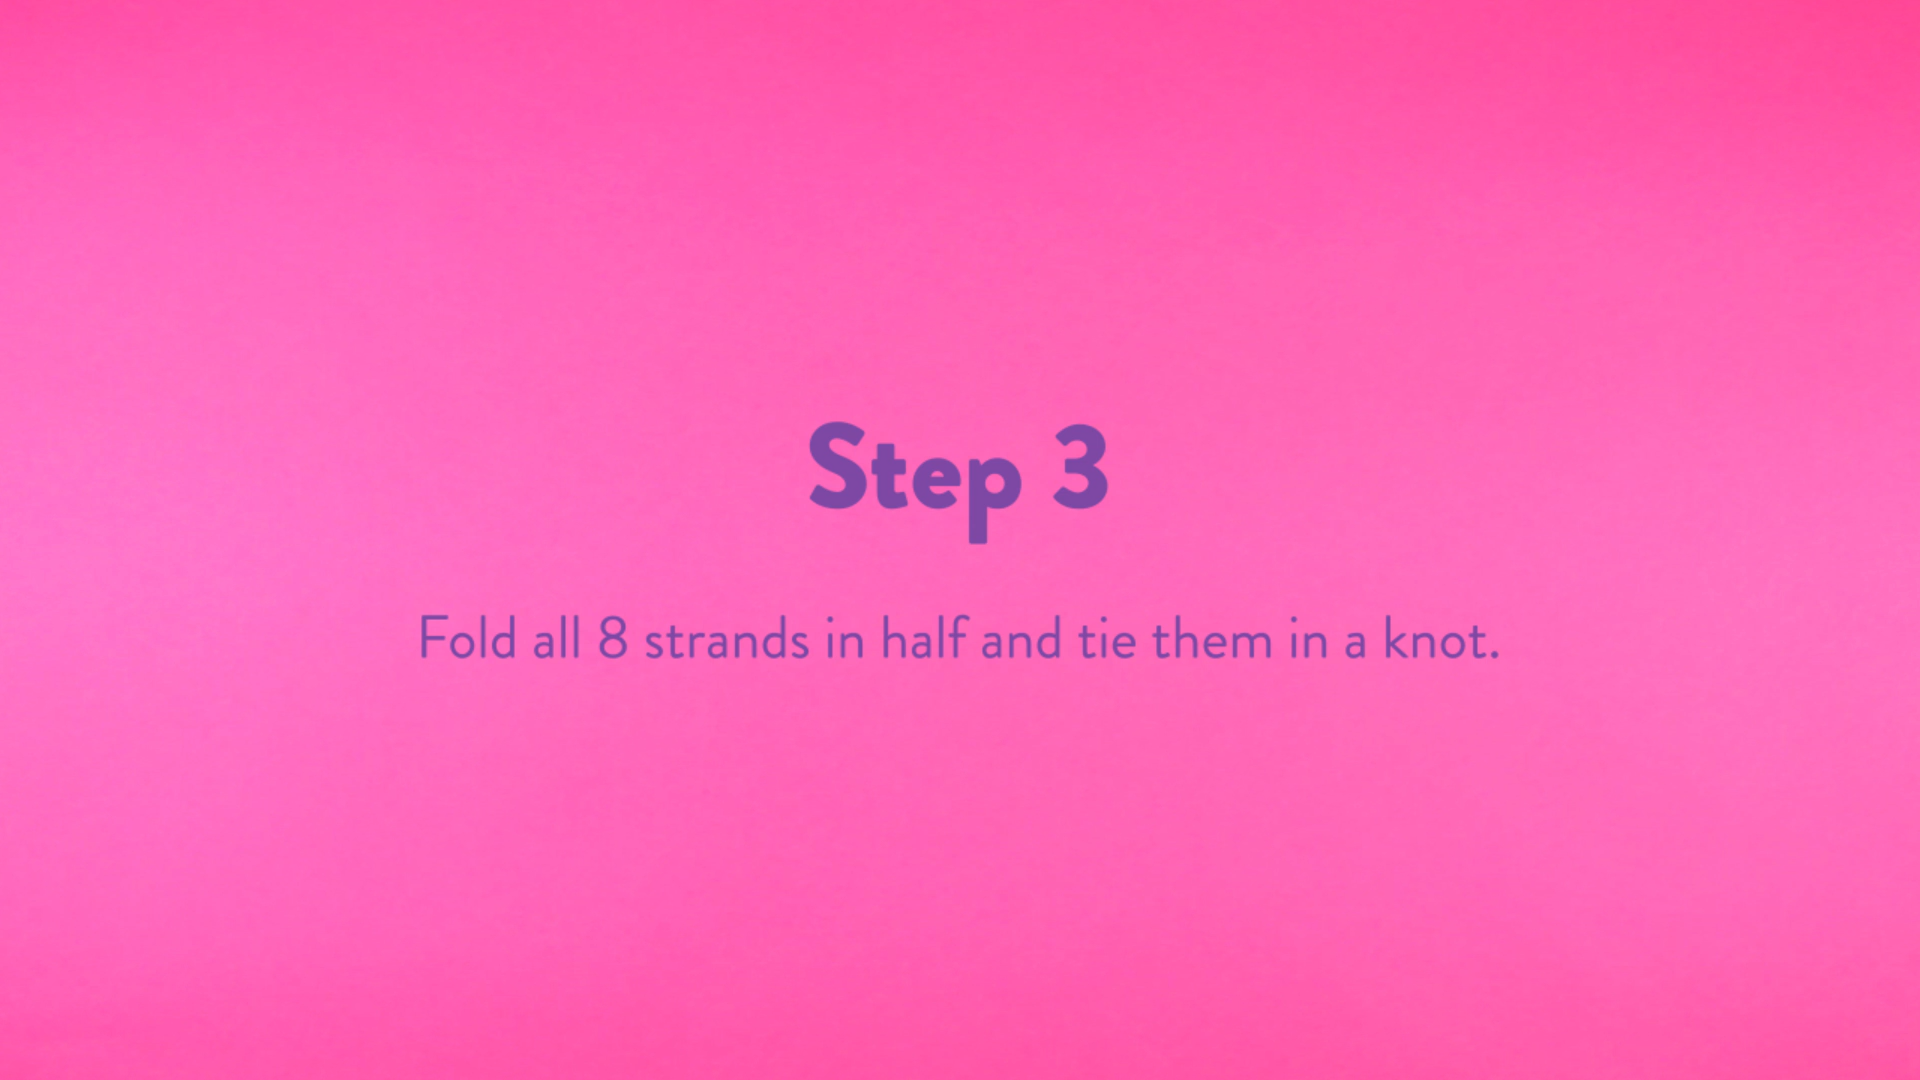 Step 3
Fold all 8 strands in half and tie them in a knot.